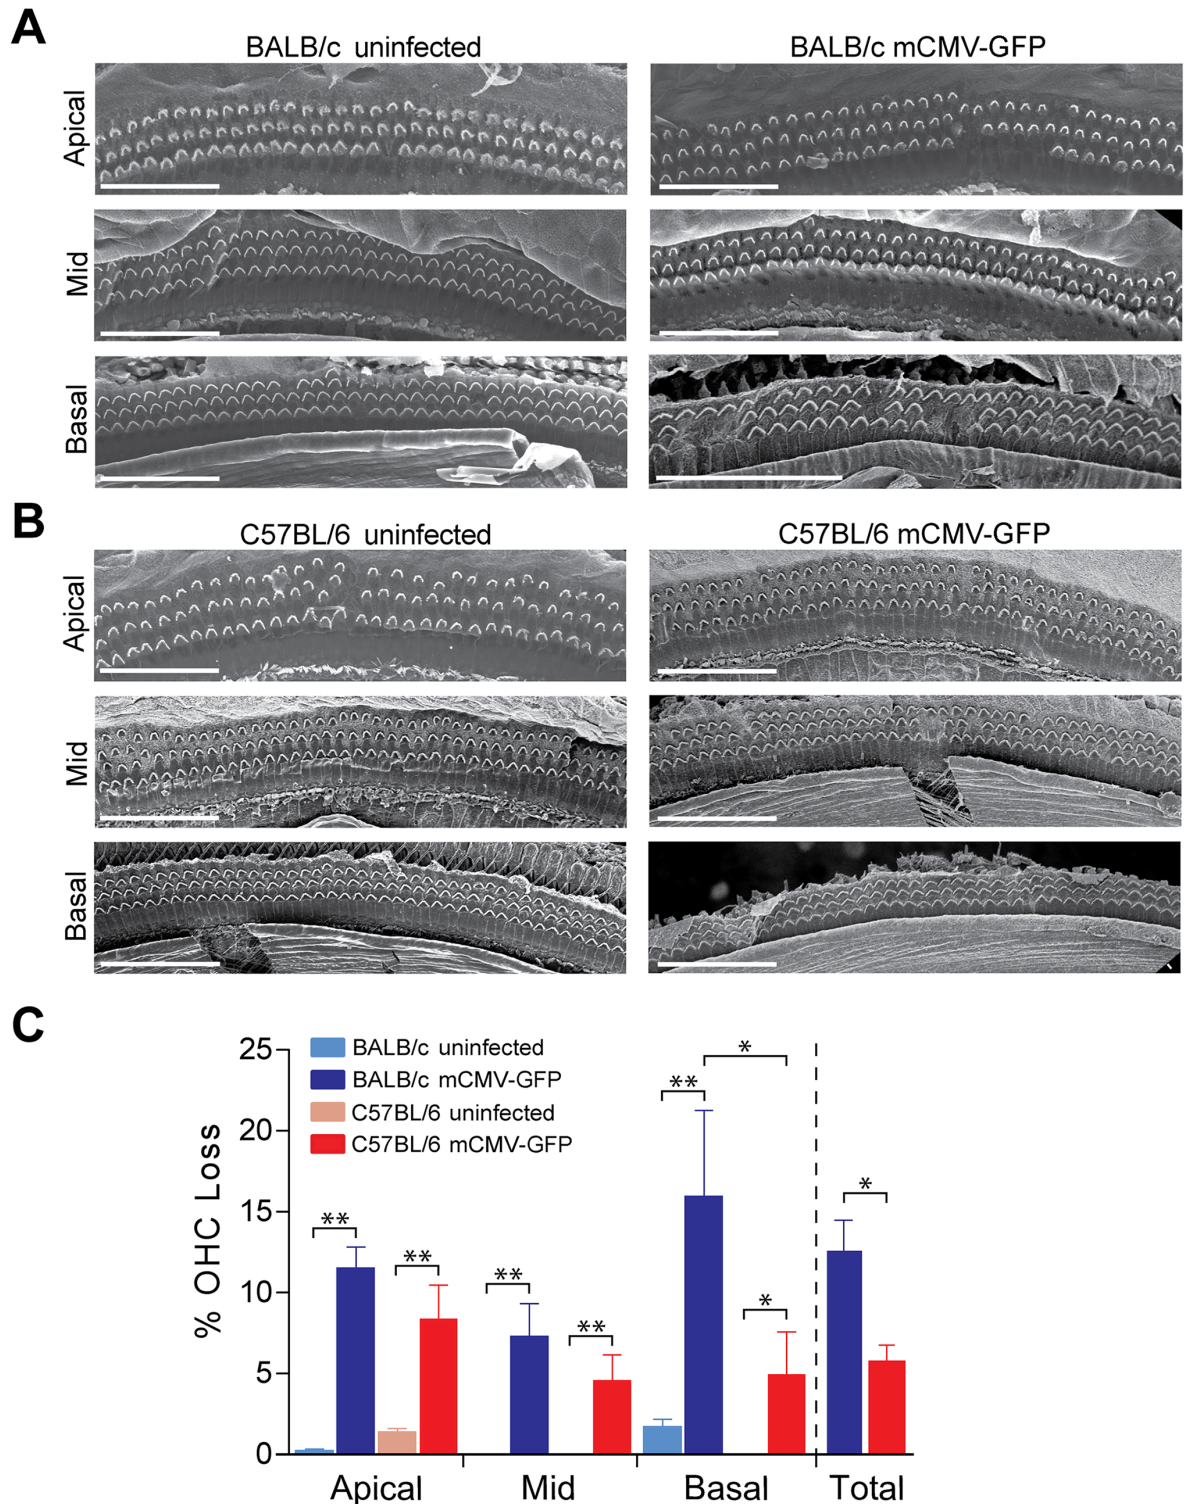 A
BALB/c uninfected
BALB/c mCMV-GFP
Apical
Mid
Basal
B
C57BL/6 uninfected
C57BL/6 mCMV-GFP
Apical
Mid
Basal
C
% OHC Loss
25
20
15
10
5
0
BALB/c uninfected
BALB/c mCMV-GFP
C57BL/6 uninfected
C57BL/6 mCMV-GFP
**
**
**
**
**
*
*
*
Apical
Mid
Basal
Total